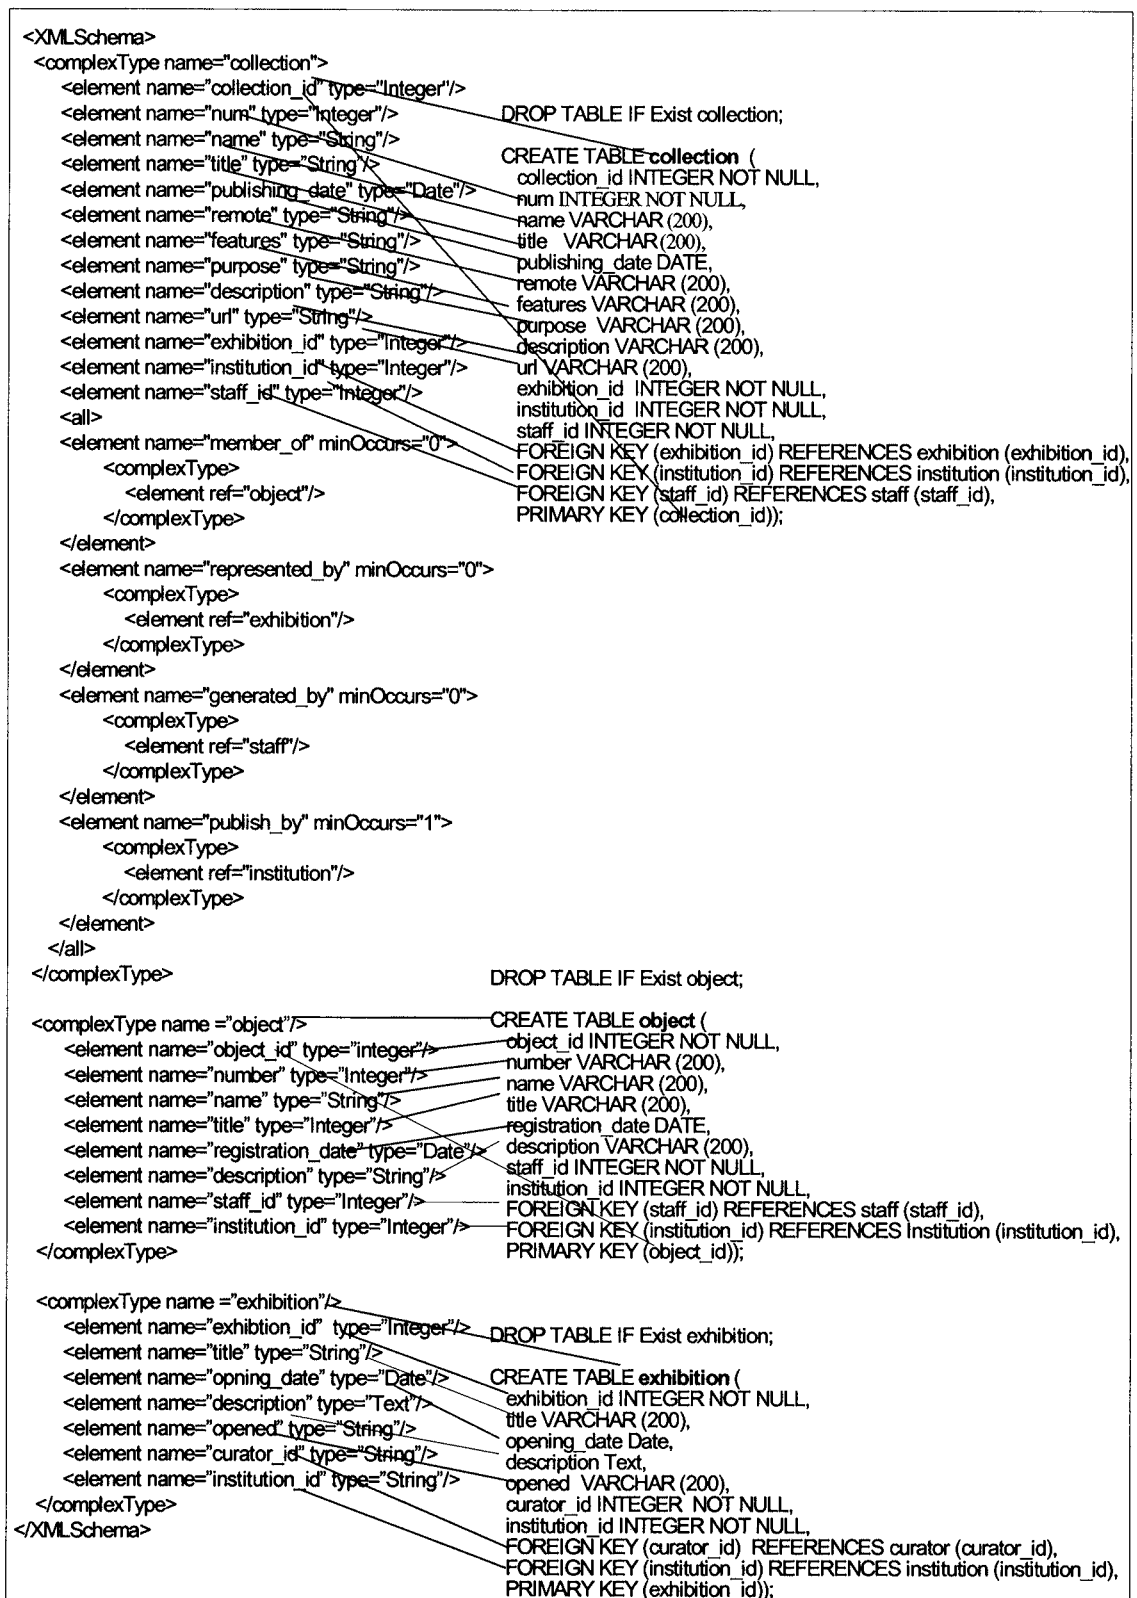 <XMLSchema>
<complexType name="collection">
<element name="collection_id" type="Integer"/>
<element name="num" type="Integer"/>
<element name="name" type="String"/>
<element name="title" type="String"/>
<element name="publishing_date" type="Date"/>
<element name="remote" type="String"/>
<element name="features" type="String"/>
<element name="purpose" type="String"/>
<element name="description" type="String"/>
<element name="url" type="String"/>
<element name="exhibition_id" type="Integer"/>
<element name="institution_id" type="Integer"/>
<element name="staff_id" type="Integer"/>
<all>
<element name="member_of" minOccurs="0">
<complexType>
<element ref="object"/>
</complexType>
</element>
<element name="represented_by" minOccurs="0">
<complexType>
<element ref="exhibition"/>
</complexType>
</element>
<element name="generated_by" minOccurs="0">
<complexType>
<element ref="staff"/>
</complexType>
</element>
<element name="publish_by" minOccurs="1">
<complexType>
<element ref="institution"/>
</complexType>
</element>
</all>
</complexType>
DROP TABLE IF Exist collection;
CREATE TABLE collection (
collection_id INTEGER NOT NULL,
num INTEGER NOT NULL,
name VARCHAR (200),
title VARCHAR (200),
publishing_date DATE,
remote VARCHAR (200),
features VARCHAR (200),
purpose VARCHAR (200),
description VARCHAR (200),
url VARCHAR (200),
exhibition_id INTEGER NOT NULL,
institution_id INTEGER NOT NULL,
staff_id INTEGER NOT NULL,
FOREIGN KEY (exhibition_id) REFERENCES exhibition (exhibition_id),
FOREIGN KEY (institution_id) REFERENCES institution (institution_id),
FOREIGN KEY (staff_id) REFERENCES staff (staff_id),
PRIMARY KEY (collection_id));
<complexType name ="object"/>
<element name="object_id" type="integer"/>
<element name="number" type="Integer"/>
<element name="name" type="String"/>
<element name="title" type="Integer"/>
<element name="registration_date" type="Date"/>
<element name="description" type="String"/>
<element name="staff_id" type="Integer"/>
<element name="institution_id" type="Integer"/>
</complexType>
DROP TABLE IF Exist object;
CREATE TABLE object (
object_id INTEGER NOT NULL,
number VARCHAR (200),
name VARCHAR (200),
title VARCHAR (200),
registration_date DATE,
description VARCHAR (200),
staff_id INTEGER NOT NULL,
institution_id INTEGER NOT NULL,
FOREIGN KEY (staff_id) REFERENCES staff (staff_id),
FOREIGN KEY (institution_id) REFERENCES Institution (institution_id),
PRIMARY KEY (object_id));
<complexType name ="exhibition"/>
<element name="exhibtion_id" type="Integer"/>
<element name="title" type="String"/>
<element name="opning_date" type="Date"/>
<element name="description" type="Text"/>
<element name="opened" type="String"/>
<element name="curator_id" type="String"/>
<element name="institution_id" type="String"/>
</complexType>
</XMLSchema>
DROP TABLE IF Exist exhibition;
CREATE TABLE exhibition (
exhibition_id INTEGER NOT NULL,
title VARCHAR (200),
opening_date Date,
description Text,
opened VARCHAR (200),
curator_id INTEGER NOT NULL,
institution_id INTEGER NOT NULL,
FOREIGN KEY (curator_id) REFERENCES curator (curator_id),
FOREIGN KEY (institution_id) REFERENCES institution (institution_id),
PRIMARY KEY (exhibition_id));